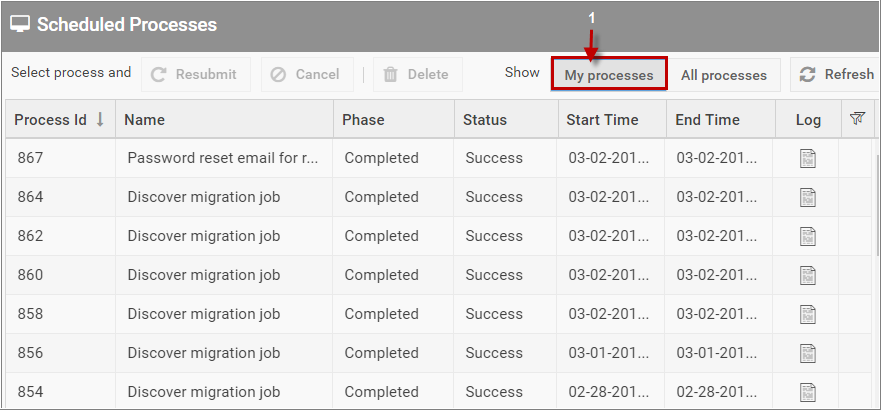 Scheduled Processes
1
Select process and Resubmit Cancel Delete Show My processes All processes Refresh
Process Id Name Phase Status Start Time End Time Log
867 Password reset email for r... Completed Success 03-02-201... 03-02-201...
864 Discover migration job Completed Success 03-02-201... 03-02-201...
862 Discover migration job Completed Success 03-02-201... 03-02-201...
860 Discover migration job Completed Success 03-02-201... 03-02-201...
858 Discover migration job Completed Success 03-02-201... 03-02-201...
856 Discover migration job Completed Success 03-01-201... 03-01-201...
854 Discover migration job Completed Success 02-28-201... 02-28-201...